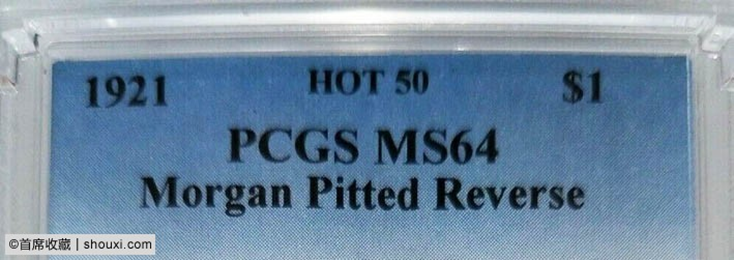 1921 HOT 50 $1
PCGS MS64
Morgan Pitted Reverse
©首席收藏 | shouxi.com